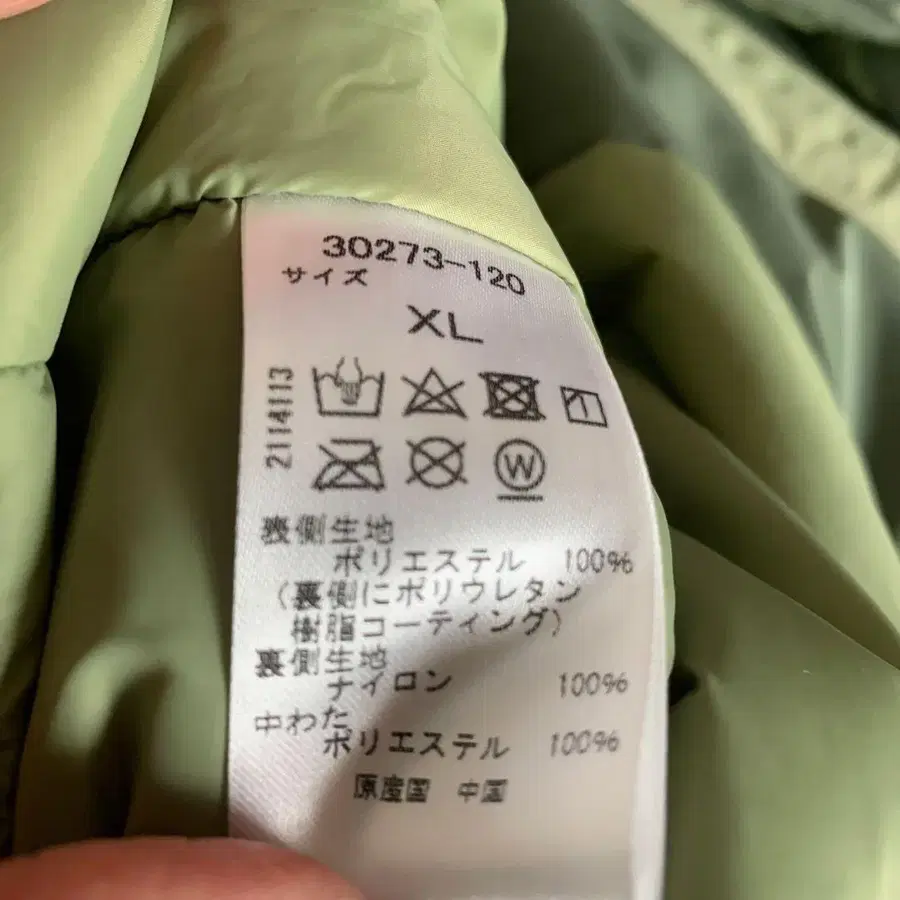 30273-120
サイズ
XL
2114113
W
表側生地
ポリエステル 100%
(裏側にポリウレタン
樹脂コーティング)
裏側生地
ナイロン 100%
中わた
ポリエステル 100%
原産国 中国